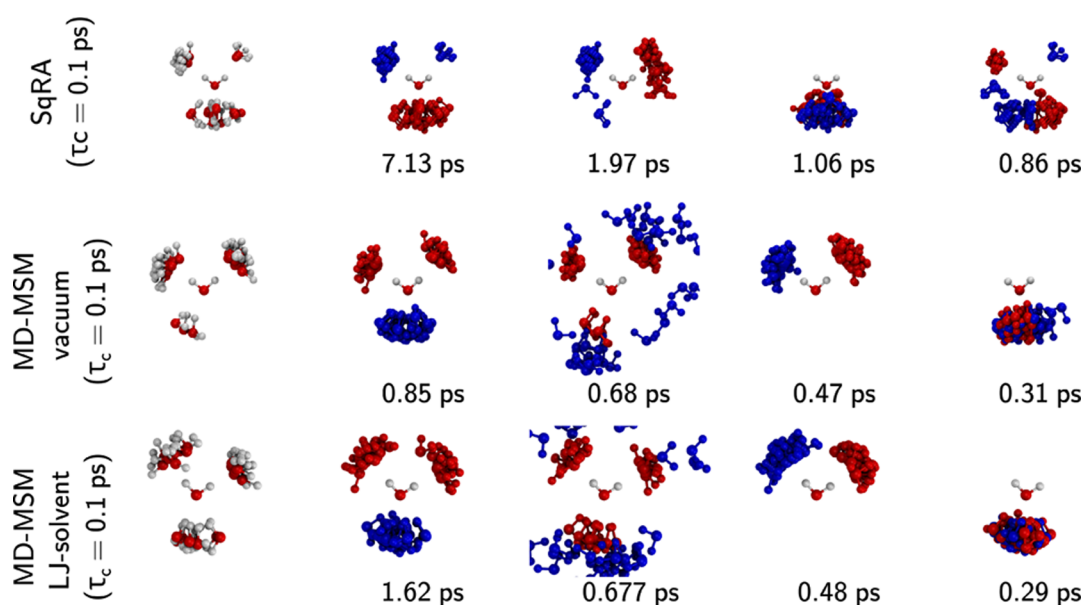 SqRA
(τc = 0.1 ps)
7.13 ps
1.97 ps
1.06 ps
0.86 ps
MD-MSM
vacuum
(τc = 0.1 ps)
0.85 ps
0.68 ps
0.47 ps
0.31 ps
MD-MSM
LJ-solvent
(τc = 0.1 ps)
1.62 ps
0.677 ps
0.48 ps
0.29 ps